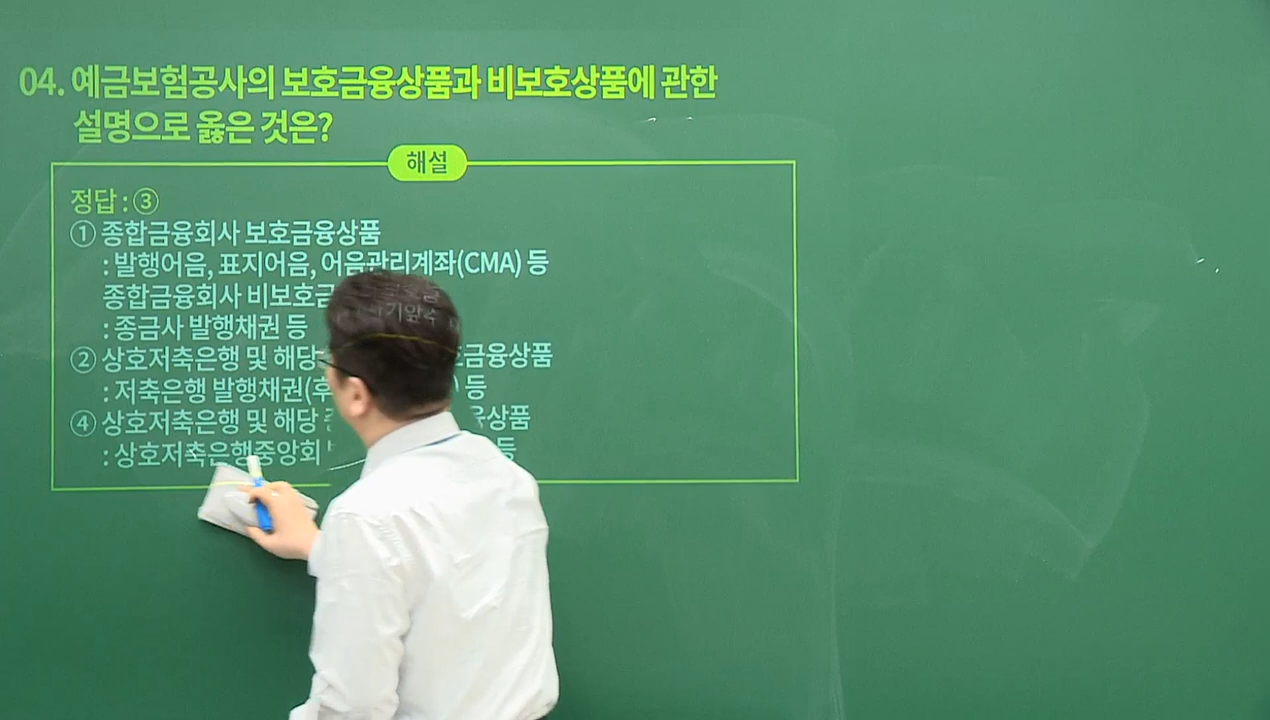 04. 예금보험공사의 보호금융상품과 비보호상품에 관한
설명으로 옳은 것은?
해설
정답 : ③
① 종합금융회사 보호금융상품
: 발행어음, 표지어음, 어음관리계좌(CMA) 등
종합금융회사 비보호금
: 종금사 발행채권 등
② 상호저축은행 및 해당 금융상품
: 저축은행 발행채권(후 ) 등
④ 상호저축은행 및 해당 융상품
: 상호저축은행중앙회 등